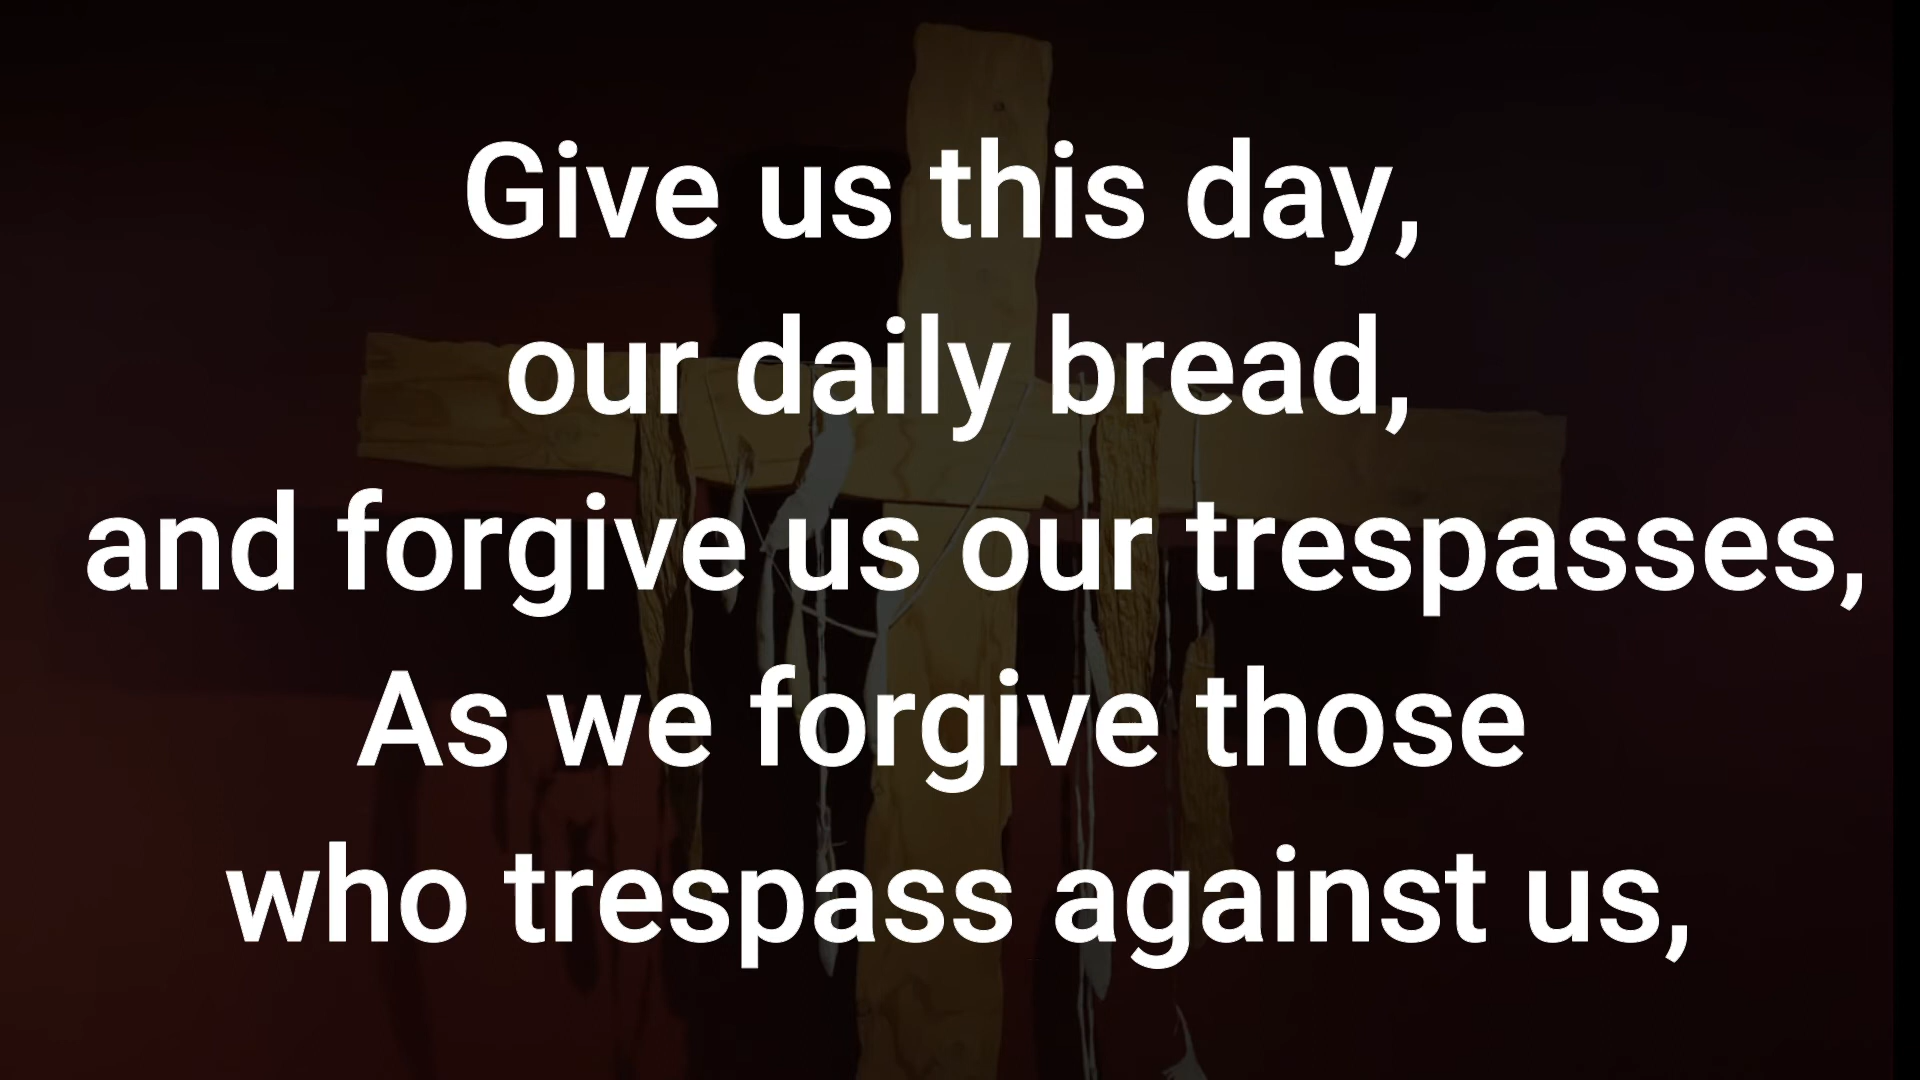 Give us this day,
our daily bread,
and forgive us our trespasses,
As we forgive those
who trespass against us,